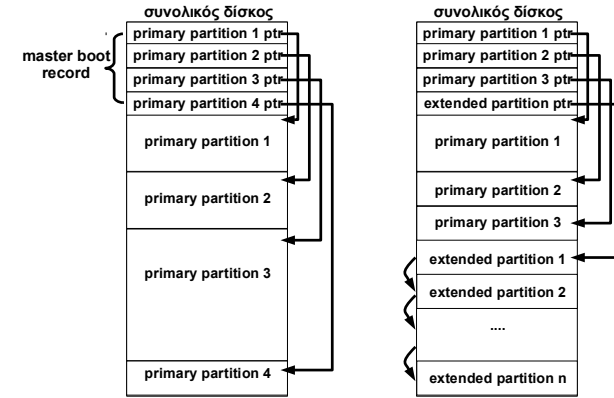 συνολικός δίσκος
master boot
record
primary partition 1 ptr
primary partition 2 ptr
primary partition 3 ptr
primary partition 4 ptr
primary partition 1
primary partition 2
primary partition 3
primary partition 4
συνολικός δίσκος
primary partition 1 ptr
primary partition 2 ptr
primary partition 3 ptr
extended partition ptr
primary partition 1
primary partition 2
primary partition 3
extended partition 1
extended partition 2
....
extended partition n